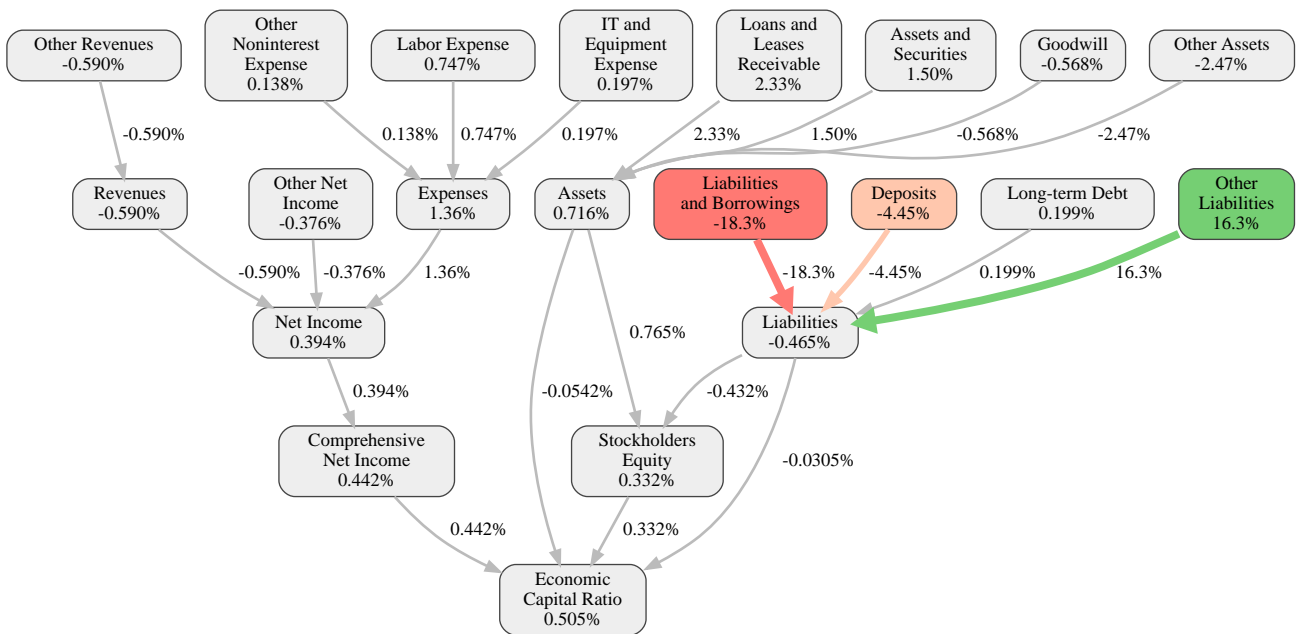 Other Revenues
-0.590%
Other
Noninterest
Expense
0.138%
Labor Expense
0.747%
IT and
Equipment
Expense
0.197%
Loans and
Leases
Receivable
2.33%
Assets and
Securities
1.50%
Goodwill
-0.568%
Other Assets
-2.47%
-0.590%
0.138%
0.747%
0.197%
2.33%
1.50%
-0.568%
-2.47%
Revenues
-0.590%
Other Net
Income
-0.376%
Expenses
1.36%
Assets
0.716%
Liabilities
and Borrowings
-18.3%
Deposits
-4.45%
Long-term Debt
0.199%
Other
Liabilities
16.3%
-0.590%
-0.376%
1.36%
-18.3%
-4.45%
0.199%
16.3%
Net Income
0.394%
0.765%
Liabilities
-0.465%
0.394%
-0.0542%
-0.432%
Comprehensive
Net Income
0.442%
Stockholders
Equity
0.332%
-0.0305%
0.442%
0.332%
Economic
Capital Ratio
0.505%